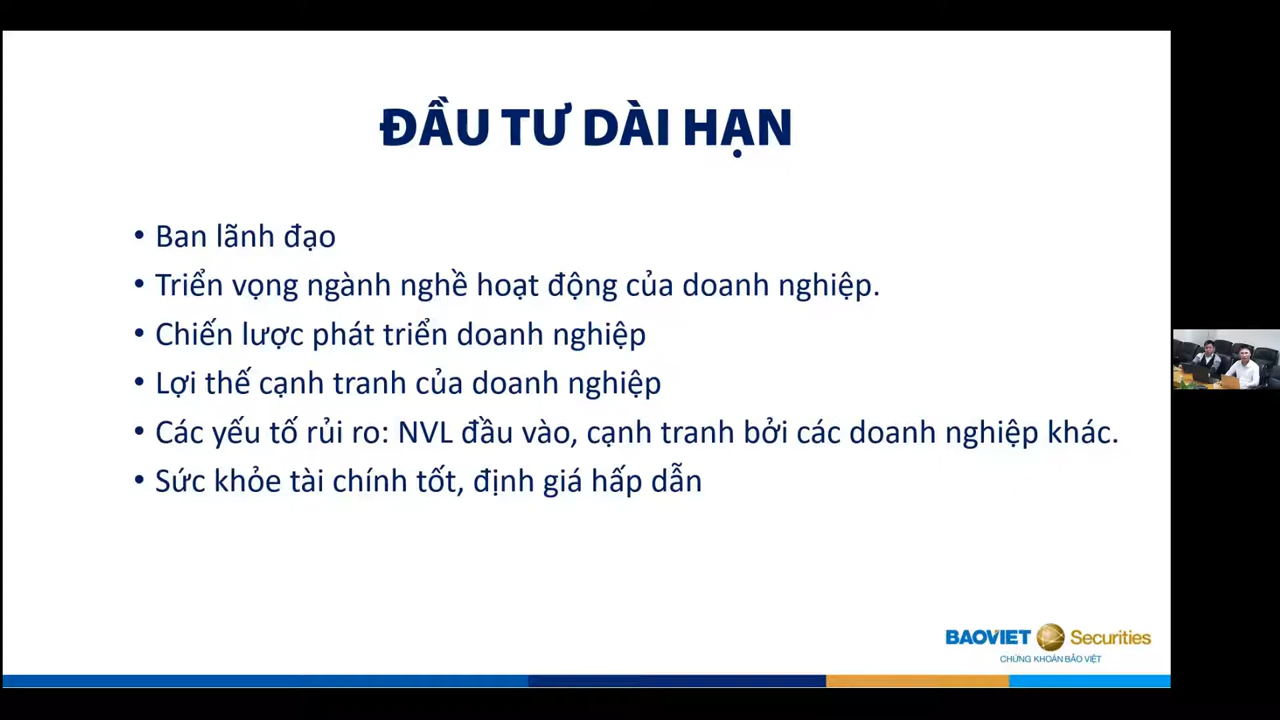 ĐẦU TƯ DÀI HẠN
• Ban lãnh đạo
• Triển vọng ngành nghề hoạt động của doanh nghiệp.
• Chiến lược phát triển doanh nghiệp
• Lợi thế cạnh tranh của doanh nghiệp
• Các yếu tố rủi ro: NVL đầu vào, cạnh tranh bởi các doanh nghiệp khác.
• Sức khỏe tài chính tốt, định giá hấp dẫn
BAOVIET Securities
CHỨNG KHOÁN BẢO VIỆT